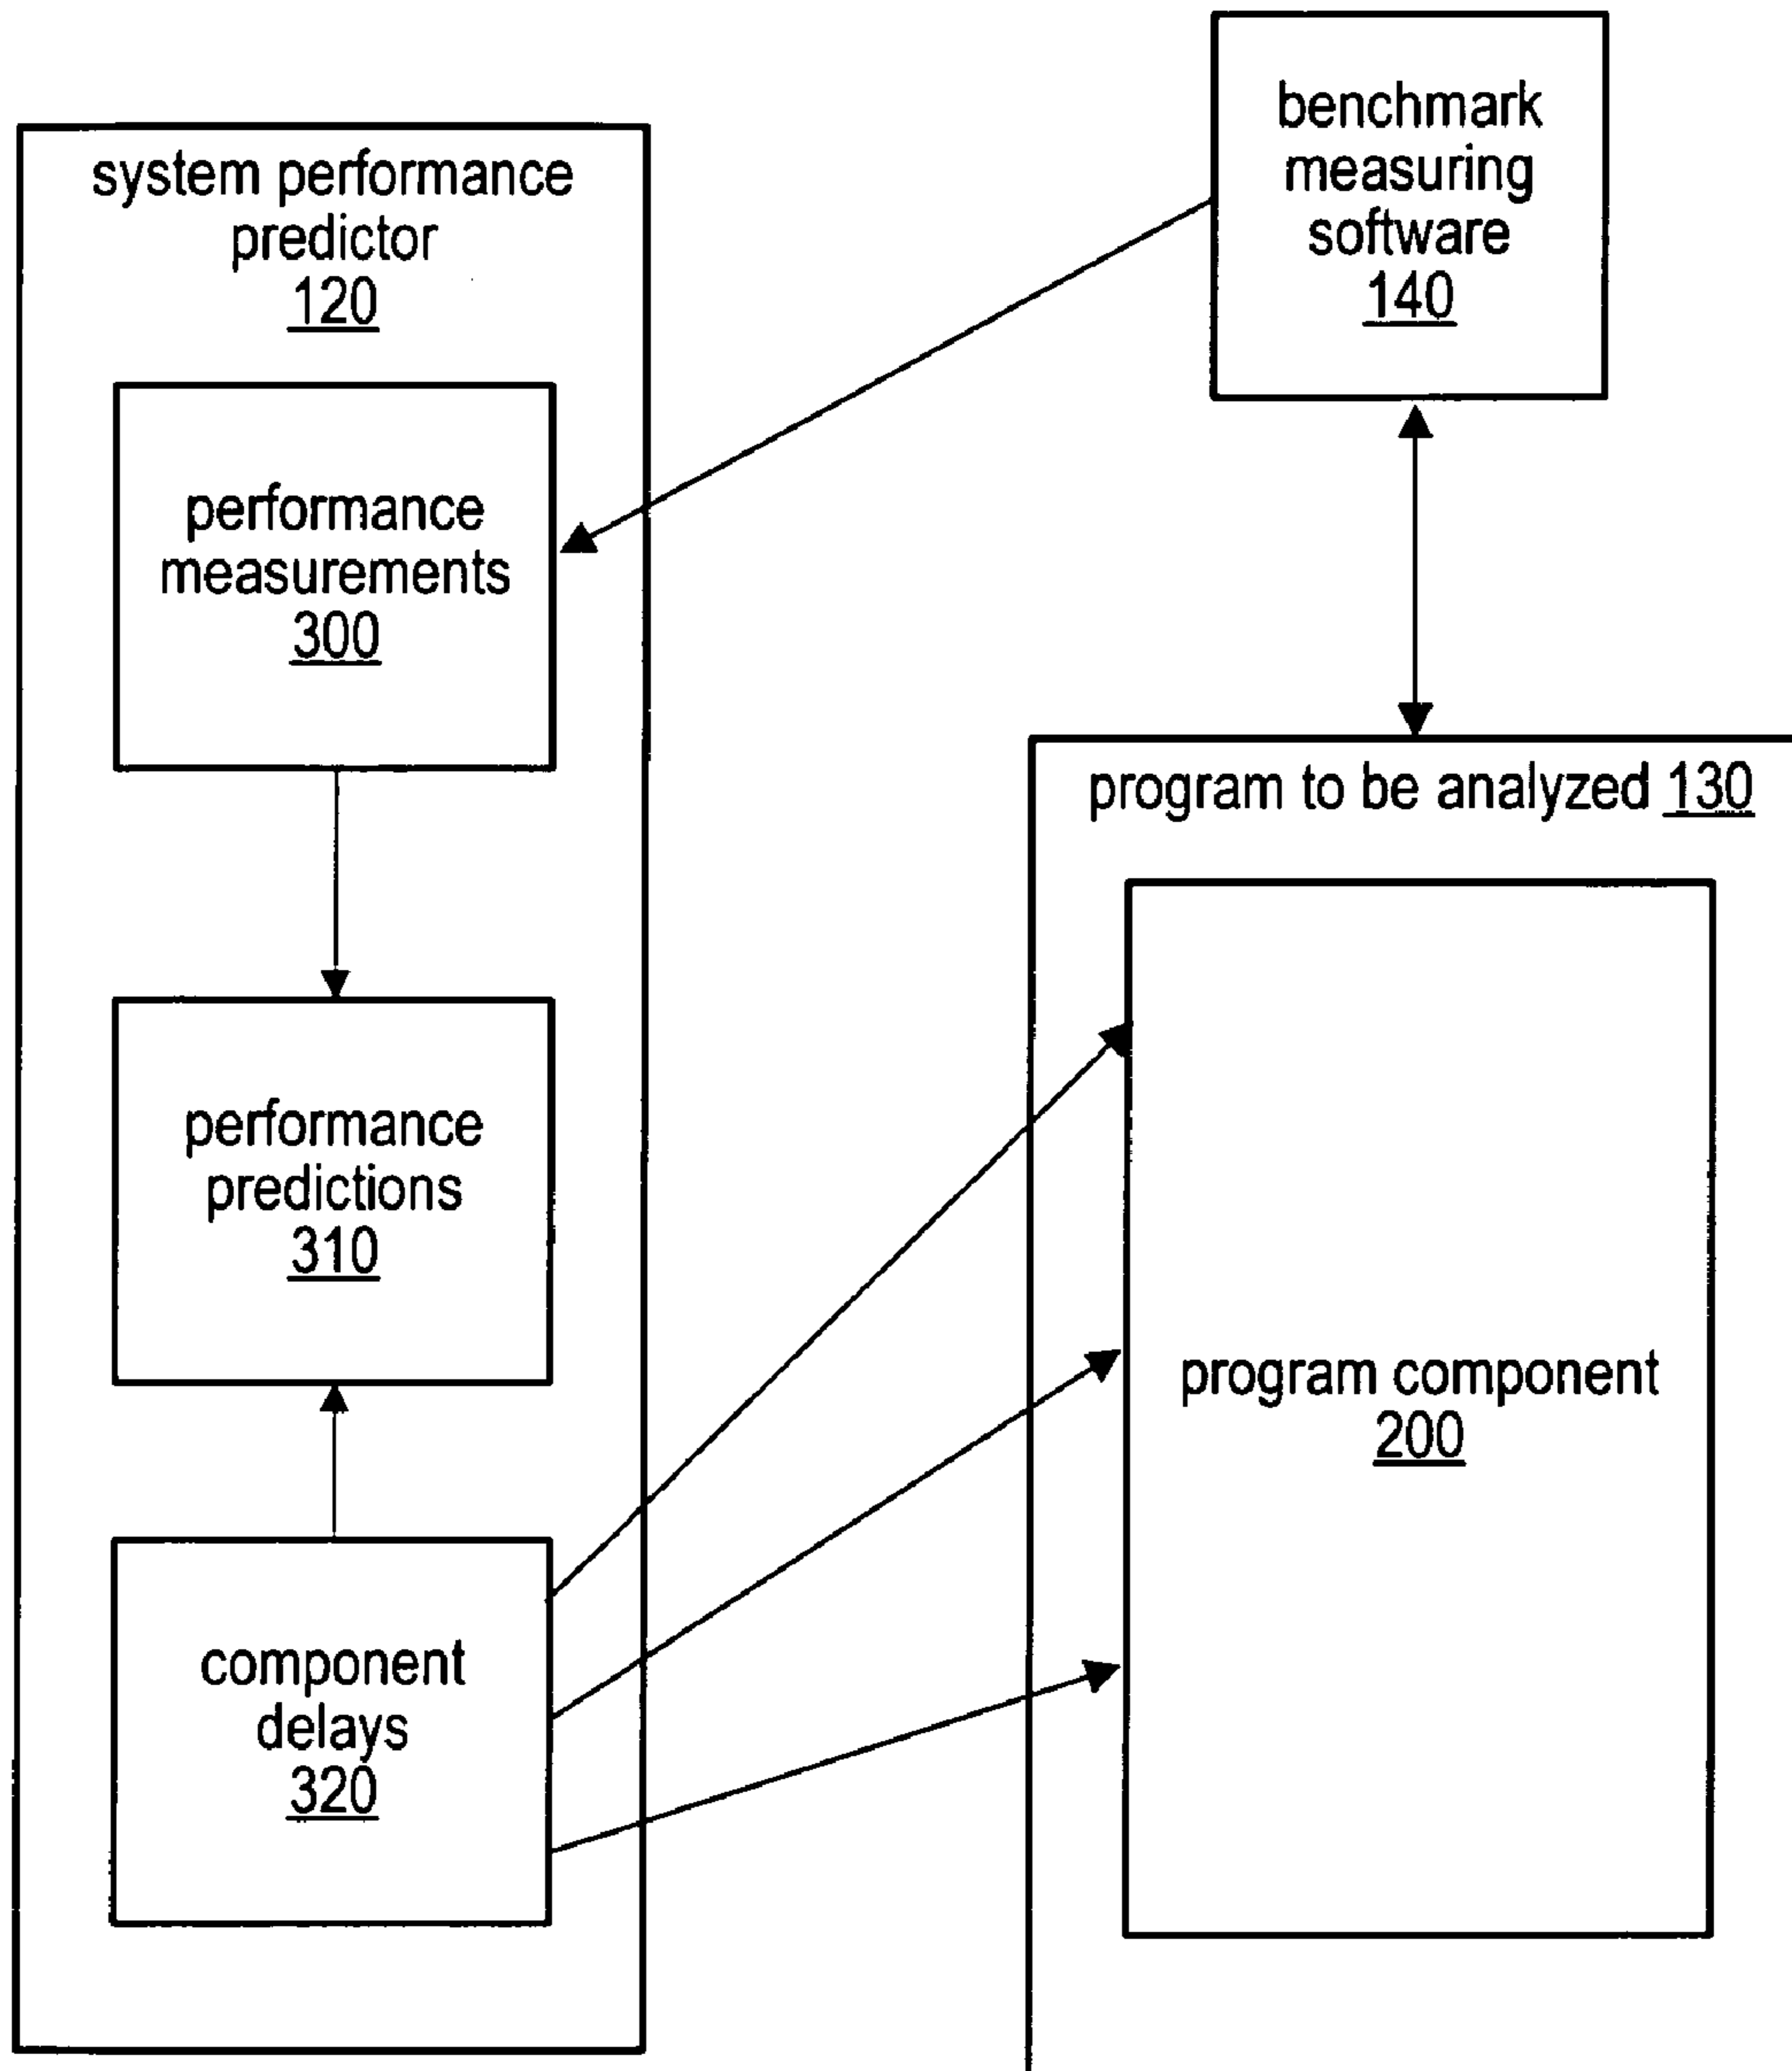 system performance
predictor
120
performance
measurements
300
performance
predictions
310
component
delays
320
benchmark
measuring
software
140
program to be analyzed 130
program component
200